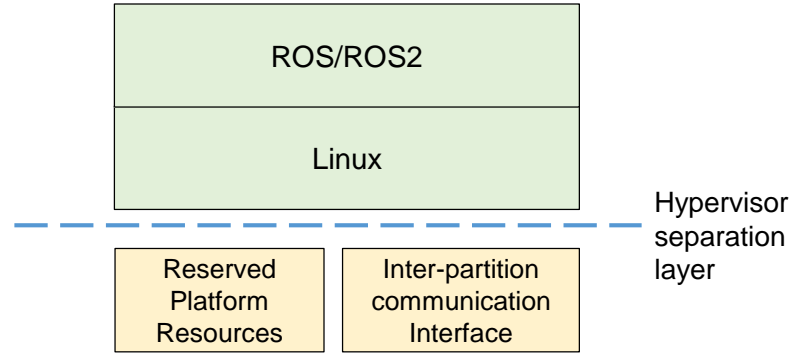 ROS/ROS2
Linux
Hypervisor
separation
layer
Reserved
Platform
Resources
Inter-partition
communication
Interface